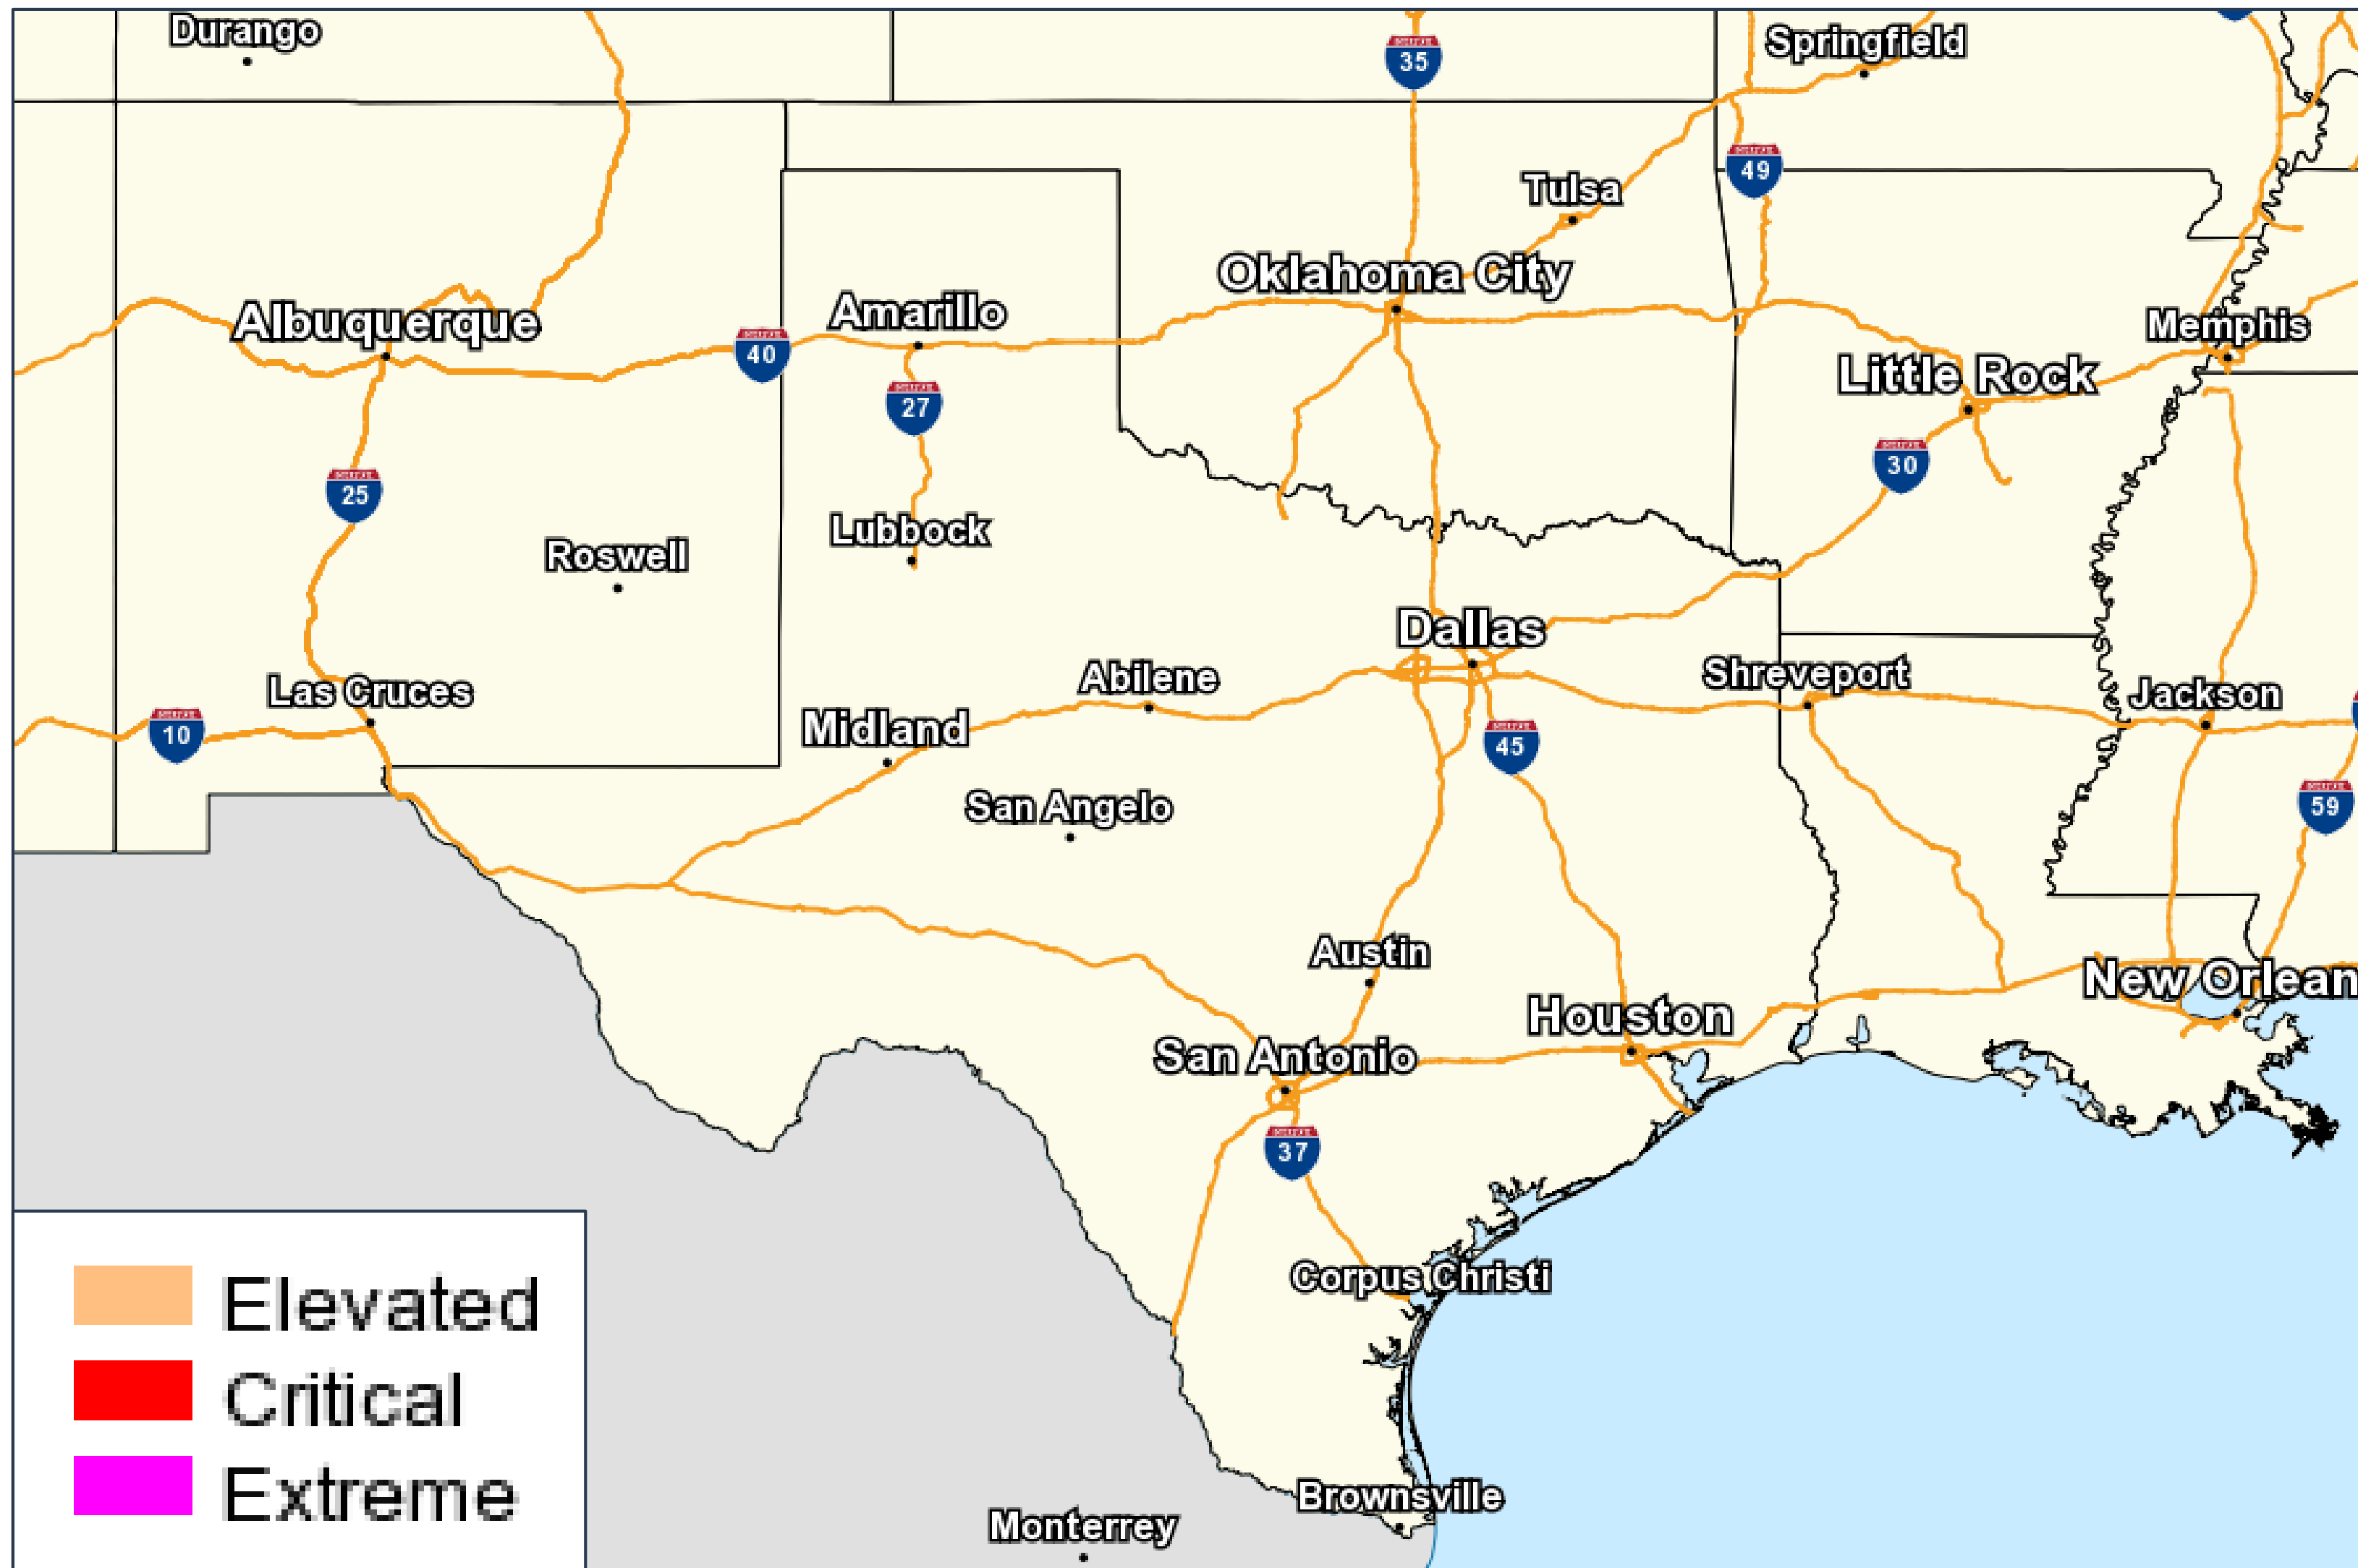 Durango
Springfield
35
49
Tulsa
Oklahoma City
Albuquerque
Amarillo
Memphis
40
Little Rock
27
30
25
Lubbock
Roswell
Dallas
Abilene
Shreveport
Las Cruces
Jackson
Midland
10
45
San Angelo
59
Austin
New Orlean
Houston
San Antonio
37
Corpus Christi
Elevated
Critical
Extreme
Brownsville
Monterrey